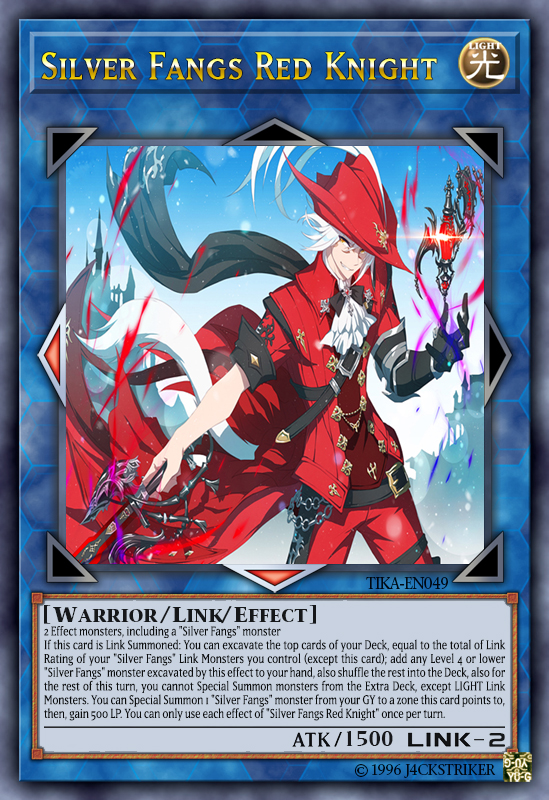 SILVER FANGS RED KNIGHT
LIGHT
光
TIKA-EN049
[WARRIOR/LINK/EFFECT]
2 Effect monsters, including a "Silver Fangs" monster
If this card is Link Summoned: You can excavate the top cards of your Deck, equal to the total of Link
Rating of your "Silver Fangs" Link Monsters you control (except this card); add any Level 4 or lower
"Silver Fangs" monster excavated by this effect to your hand, also shuffle the rest into the Deck, also for
the rest of this turn, you cannot Special Summon monsters from the Extra Deck, except LIGHT Link
Monsters. You can Special Summon 1 "Silver Fangs" monster from your GY to a zone this card points to,
then, gain 500 LP. You can only use each effect of "Silver Fangs Red Knight" once per turn.
ATK/1500 LINK-2
© 1996 J4CKSTRIKER